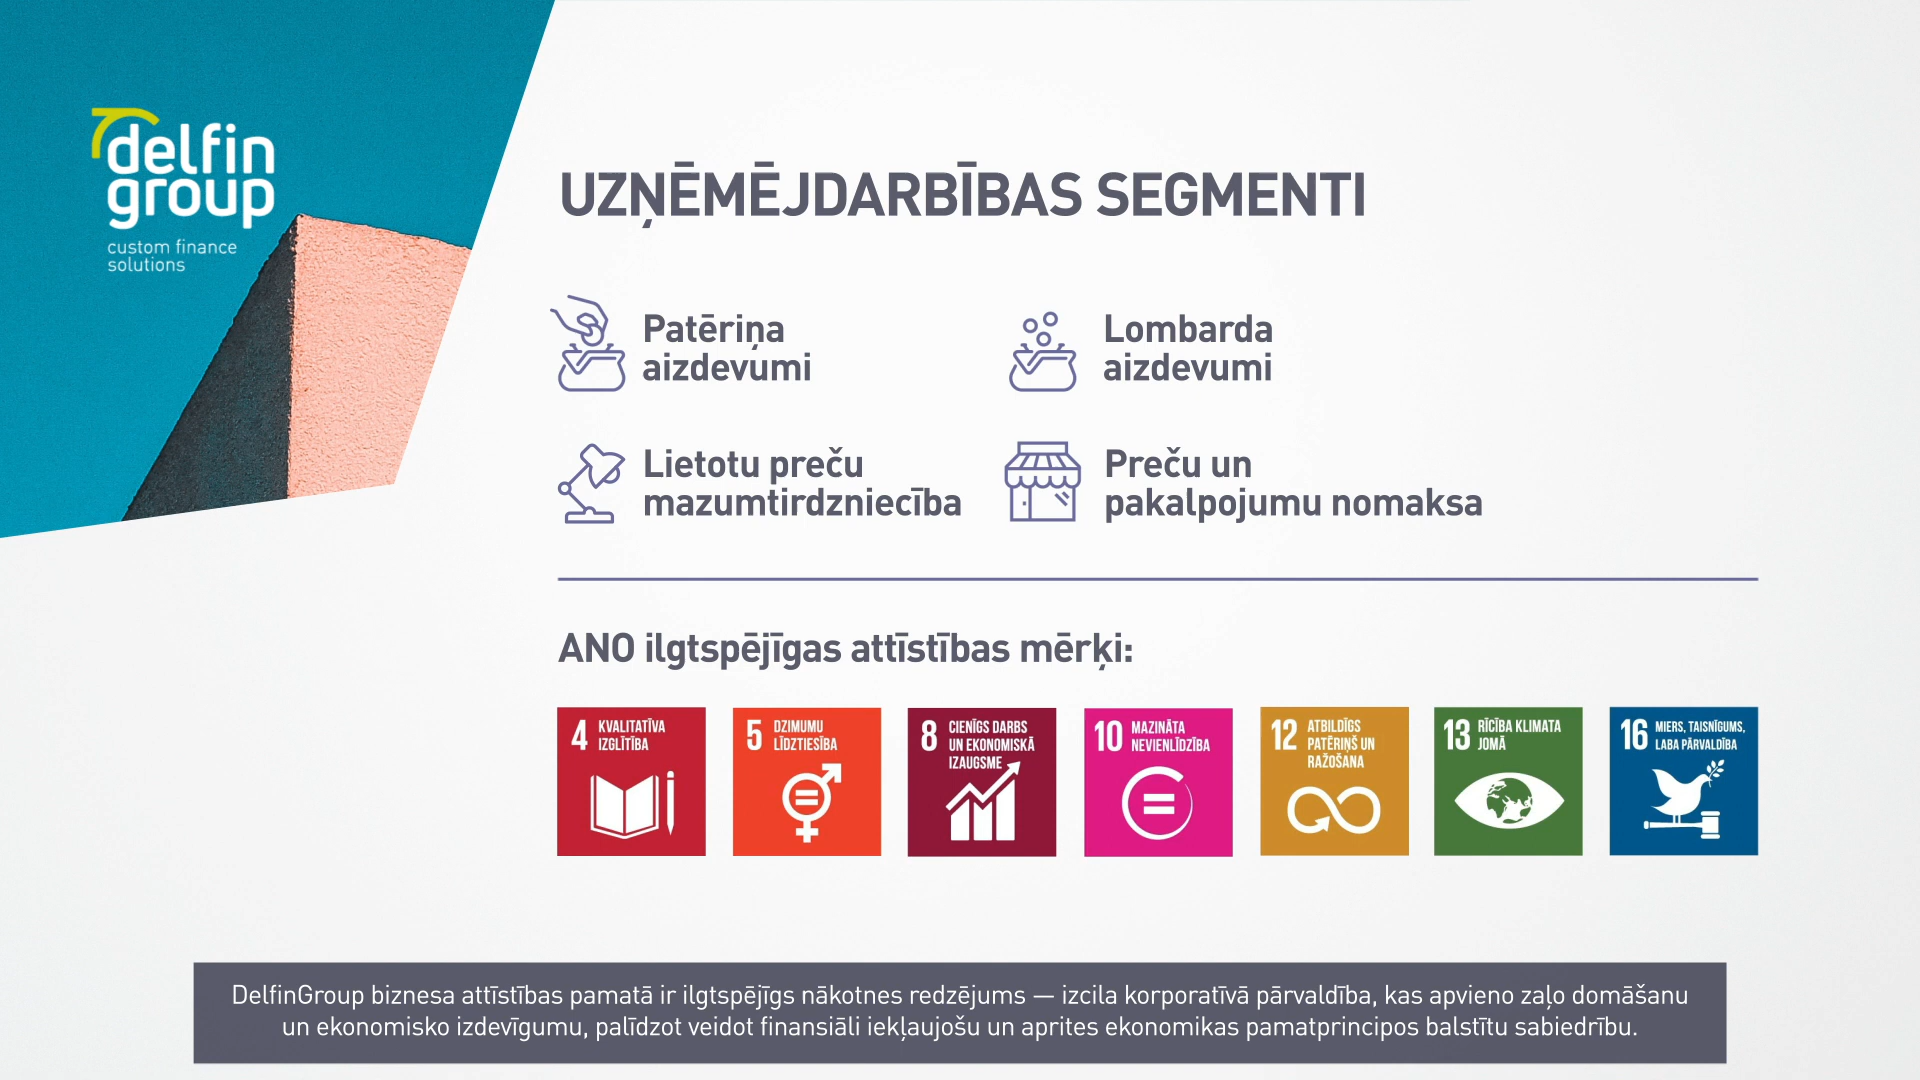 delfin
group
custom finance
solutions
UZŅĒMĒJDARBĪBAS SEGMENTI
Patēriņa
aizdevumi
Lombarda
aizdevumi
Lietotu preču
mazumtirdzniecība
Preču un
pakalpojumu nomaksa
ANO ilgtspējīgas attīstības mērķi:
4 KVALITATĪVA
IZGLĪTĪBA
5 DZIMUMU
LĪDZTIESĪBA
8 CIENĪGS DARBS
UN EKONOMISKĀ
IZAUGSME
10 MAZINĀTA
NEVIENLĪDZĪBA
12 ATBILDĪGS
PATĒRIŅŠ UN
RAŽOŠANA
13 RĪCĪBA KLIMATA
JOMĀ
16 MIERS, TAISNĪGUMS,
LABA PĀRVALDĪBA
DelfinGroup biznesa attīstības pamatā ir ilgtspējīgs nākotnes redzējums — izcila korporatīvā pārvaldība, kas apvieno zaļo domāšanu
un ekonomisko izdevīgumu, palīdzot veidot finansiāli iekļaujošu un aprites ekonomikas pamatprincipos balstītu sabiedrību.